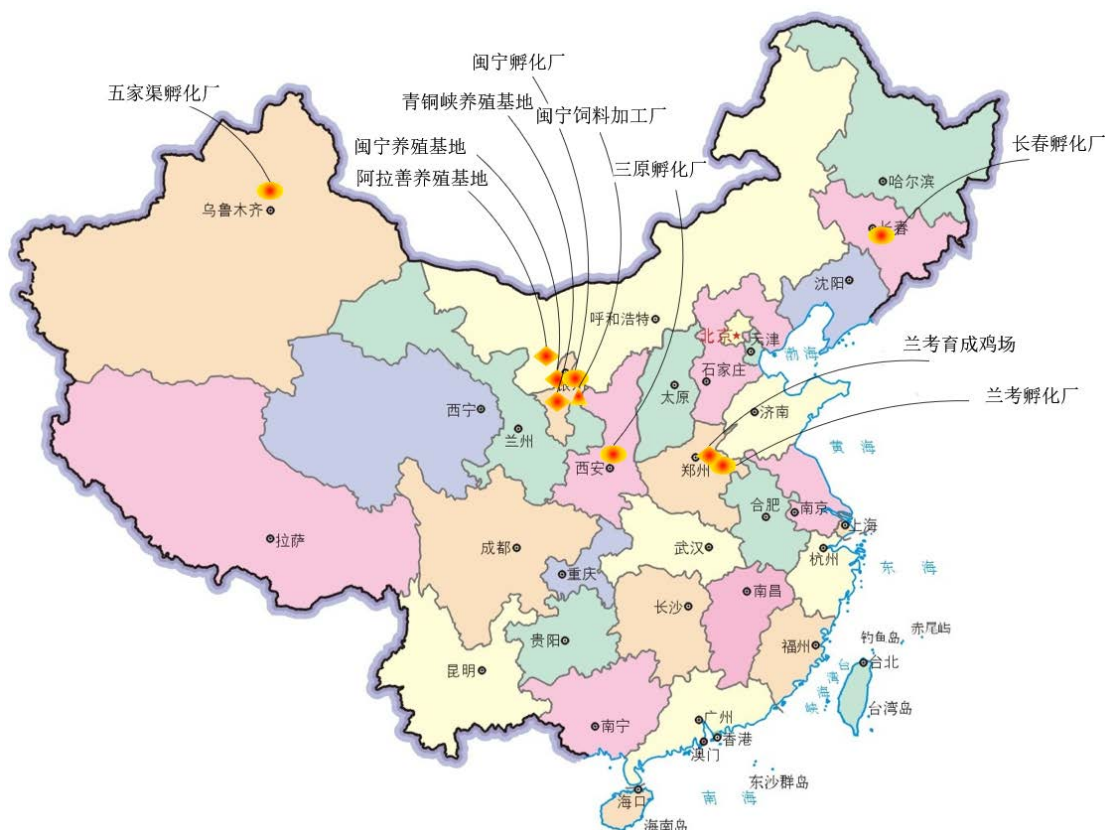 闽宁孵化厂
五家渠孵化厂
青铜峡养殖基地
闽宁饲料加工厂
闽宁养殖基地
阿拉善养殖基地
三原孵化厂
长春孵化厂
哈尔滨
乌鲁木齐
长春
沈阳
呼和浩特
北京
天津
渤海
兰考育成鸡场
石家庄
太原
兰考孵化厂
西宁
济南
兰州
黄 海
西安
郑州
合肥
南京
上海
拉萨
成都
武汉
杭州
东 海
重庆
南昌
长沙
赤尾屿
钓鱼岛
贵阳
福州
台北
昆明
台湾海峡
台湾岛
广州
南宁
香港
澳门
东沙群岛
海口
南 海
海南岛